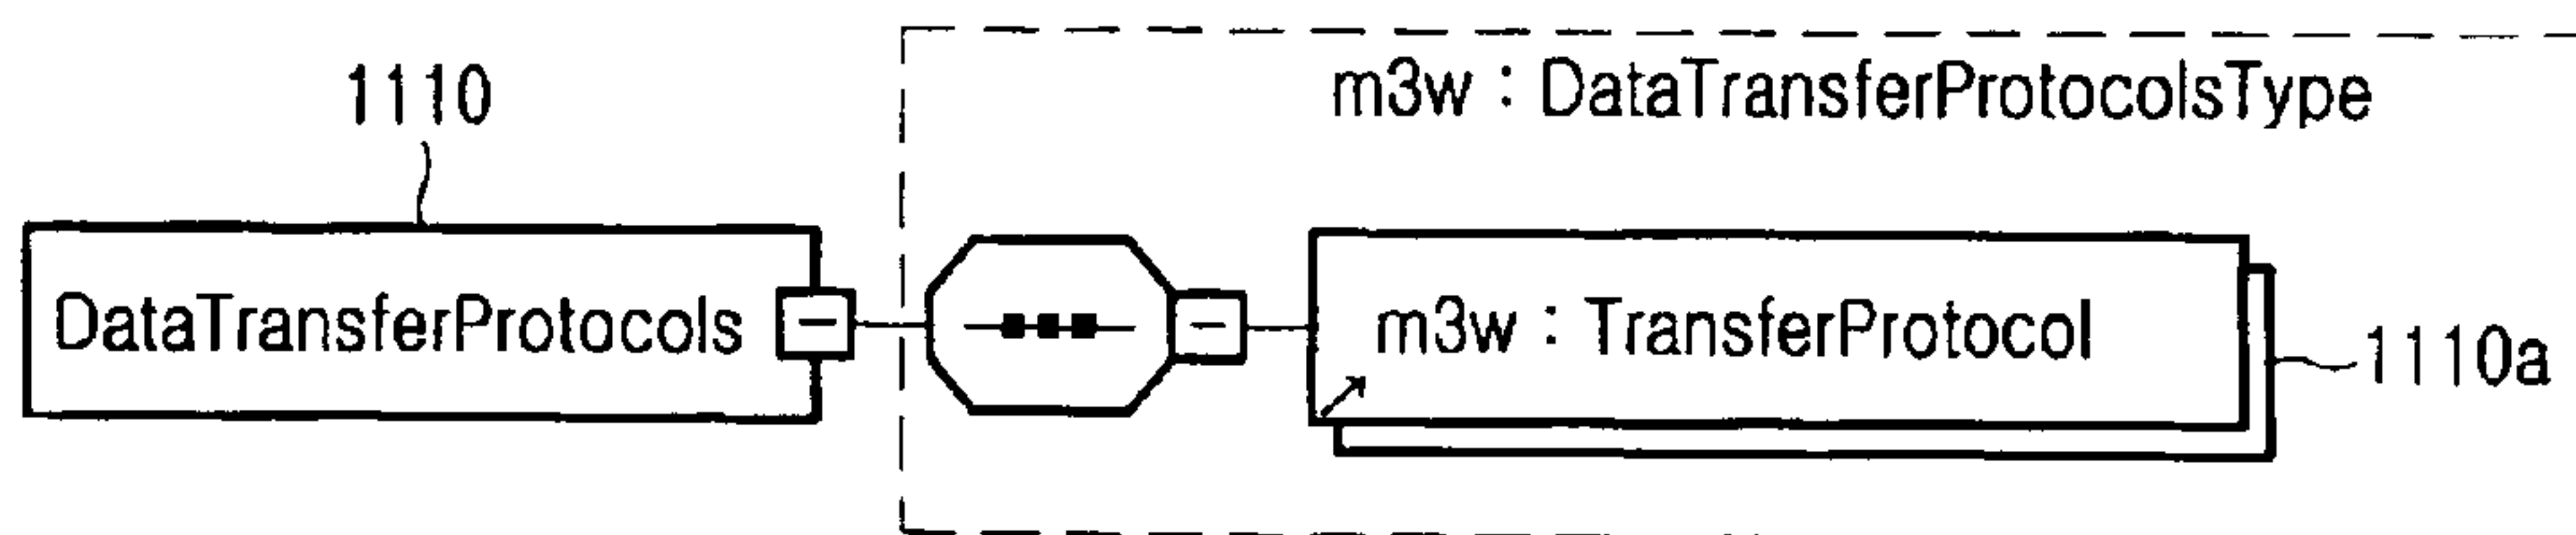 1110
m3w : DataTransferProtocolsType
DataTransferProtocols
m3w : TransferProtocol
1110a